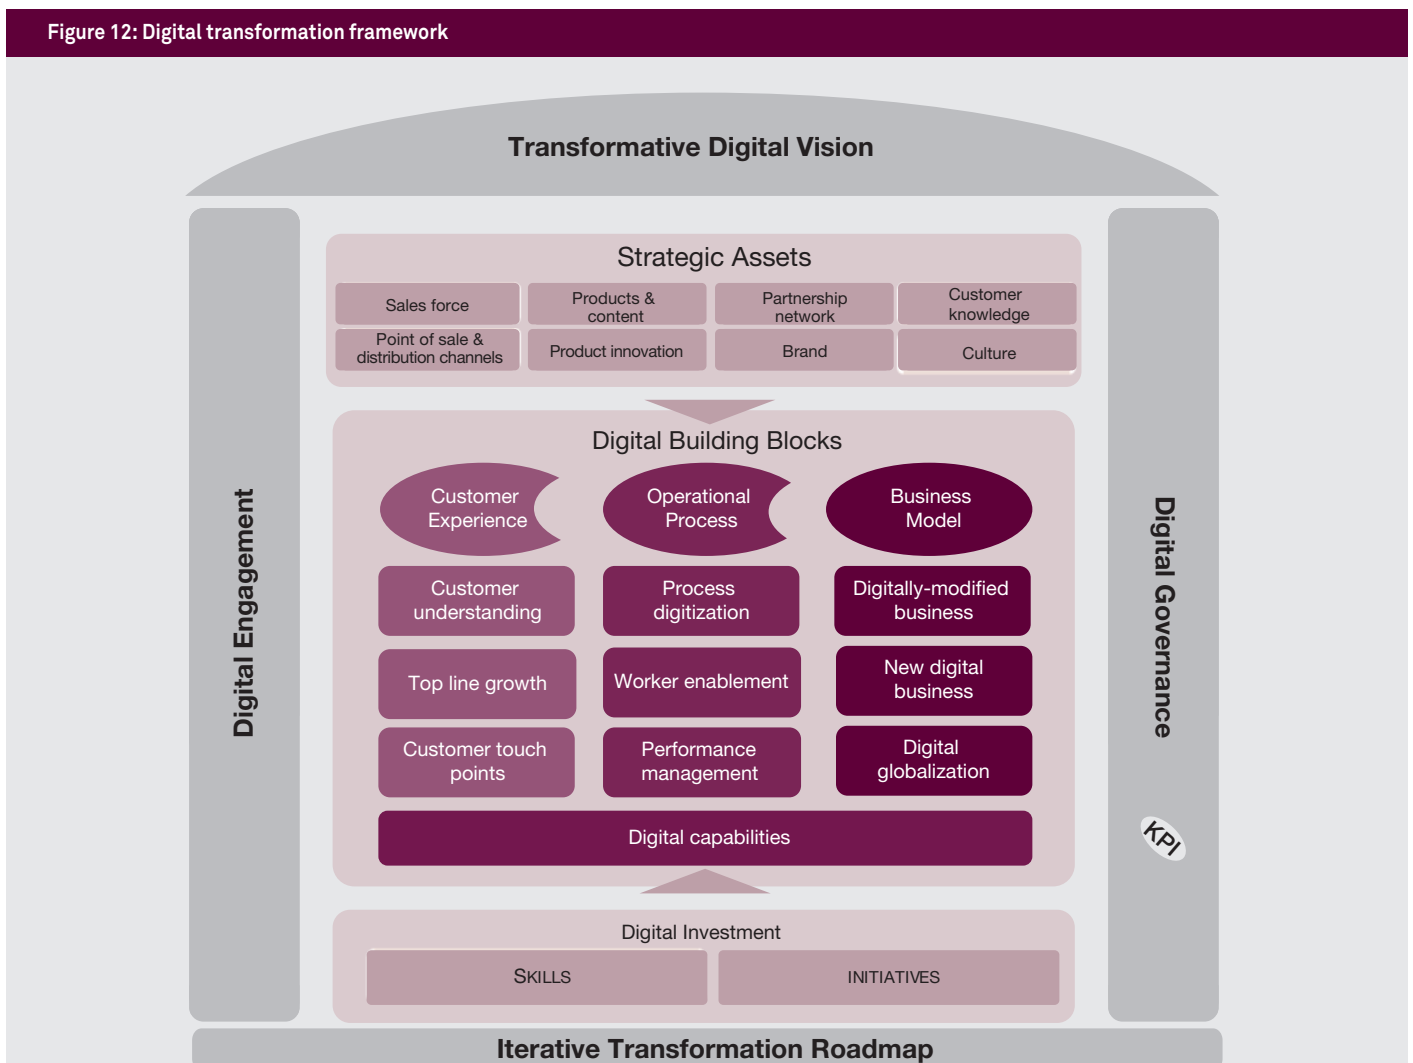 Figure 12: Digital transformation framework
Transformative Digital Vision
Digital Engagement
Strategic Assets
Sales force
Products &
content
Partnership
network
Customer
knowledge
Point of sale &
distribution channels
Product innovation
Brand
Culture
Digital Building Blocks
Customer
Experience
Operational
Process
Business
Model
Customer
understanding
Process
digitization
Digitally-modified
business
Top line growth
Worker enablement
New digital
business
Customer touch
points
Performance
management
Digital
globalization
Digital capabilities
Digital Investment
SKILLS
INITIATIVES
Digital Governance
KPI
Iterative Transformation Roadmap